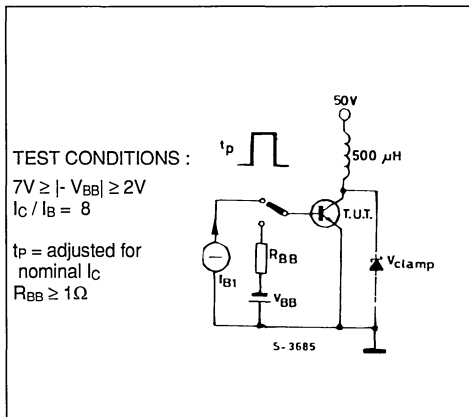 TEST CONDITIONS :
7V ≥ |- VBB| ≥ 2V
IC / IB = 8
tP = adjusted for
nominal IC
RBB ≥ 1Ω
tp
50V
500 μH
T.U.T.
RBB
IB1
VBB
Vclamp
S-3685